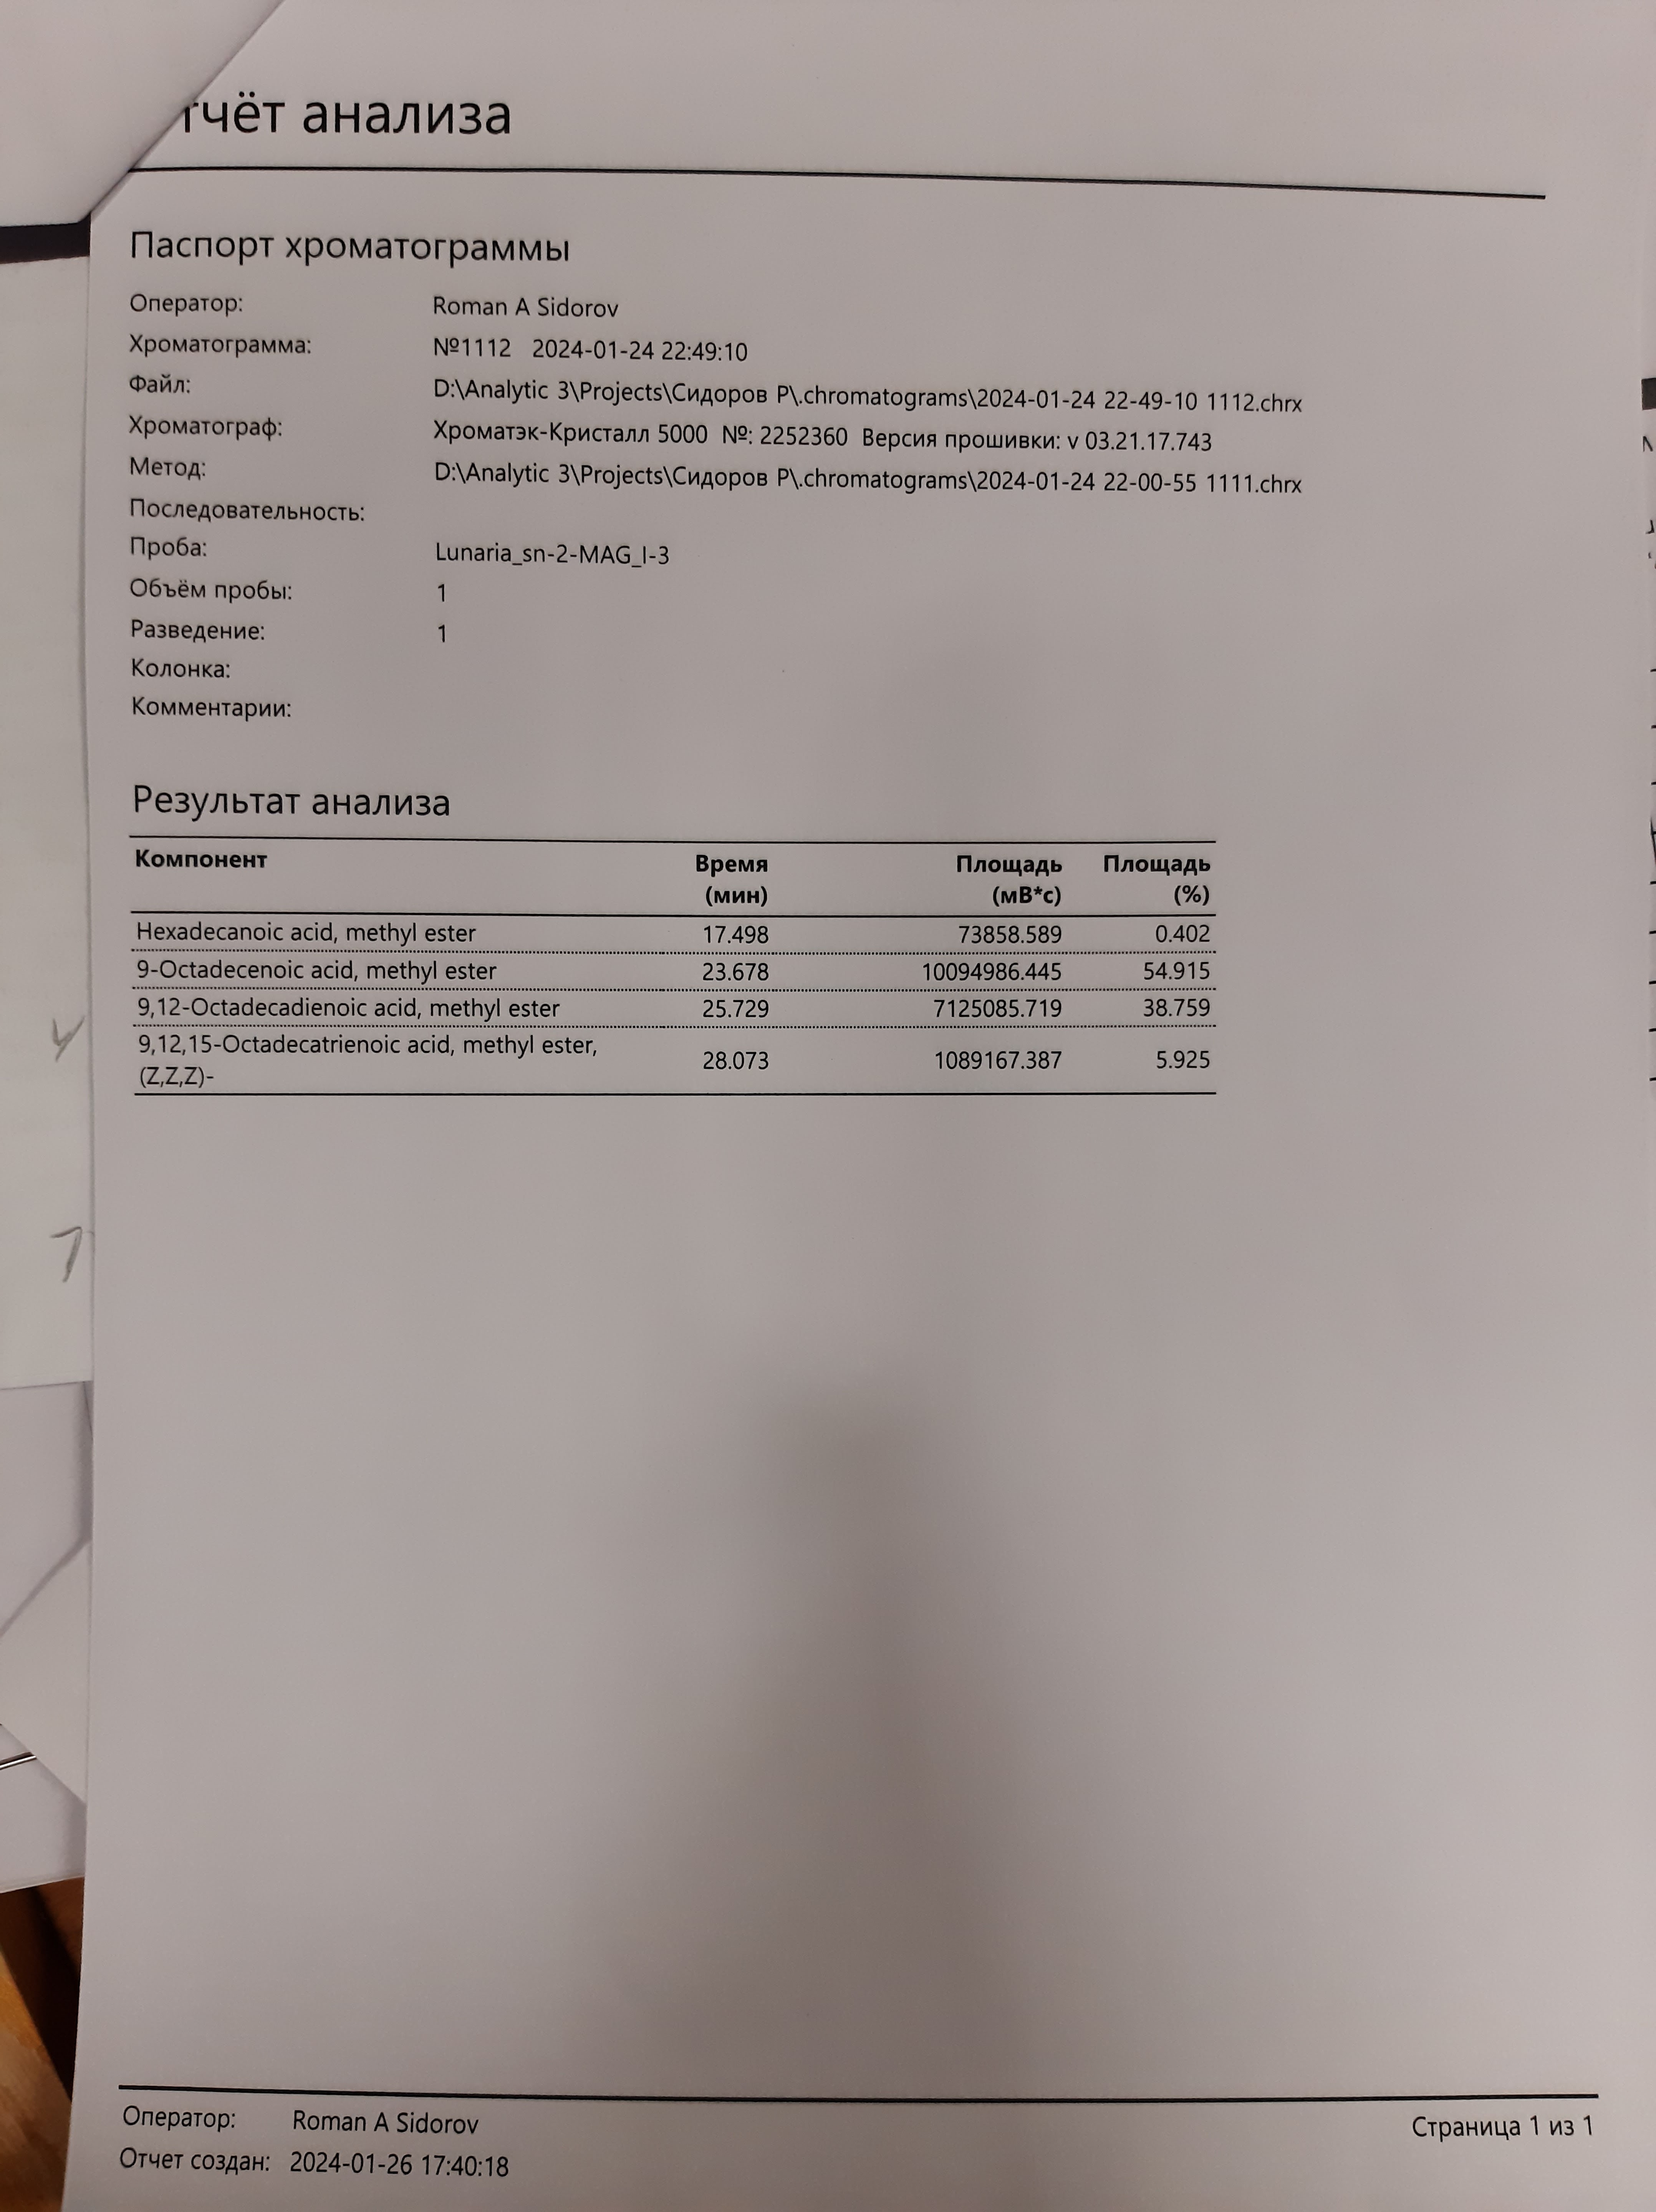 тчёт анализа
Паспорт хроматограммы
Оператор: Roman A Sidorov
Хроматограмма: №1112 2024-01-24 22:49:10
Файл: D:\Analytic 3\Projects\Сидоров Р\.chromatograms\2024-01-24 22-49-10 1112.chrx
Хроматограф: Хроматэк-Кристалл 5000 №: 2252360 Версия прошивки: v 03.21.17.743
Метод: D:\Analytic 3\Projects\Сидоров Р\.chromatograms\2024-01-24 22-00-55 1111.chrx
Последовательность:
Проба: Lunaria_sn-2-MAG_I-3
Объём пробы: 1
Разведение: 1
Колонка:
Комментарии:
Результат анализа
Компонент Время Площадь Площадь
(мин) (мВ*с) (%)
Hexadecanoic acid, methyl ester 17.498 73858.589 0.402
9-Octadecenoic acid, methyl ester 23.678 10094986.445 54.915
9,12-Octadecadienoic acid, methyl ester 25.729 7125085.719 38.759
9,12,15-Octadecatrienoic acid, methyl ester, 28.073 1089167.387 5.925
(Z,Z,Z)-
Оператор: Roman A Sidorov Страница 1 из 1
Отчет создан: 2024-01-26 17:40:18